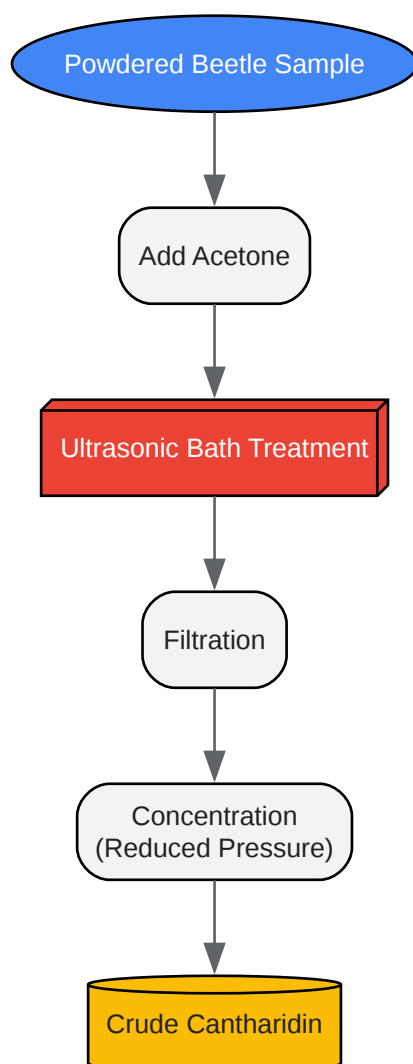 Powdered Beetle Sample
Add Acetone
Ultrasonic Bath Treatment
Filtration
Concentration
(Reduced Pressure)
Crude Cantharidin